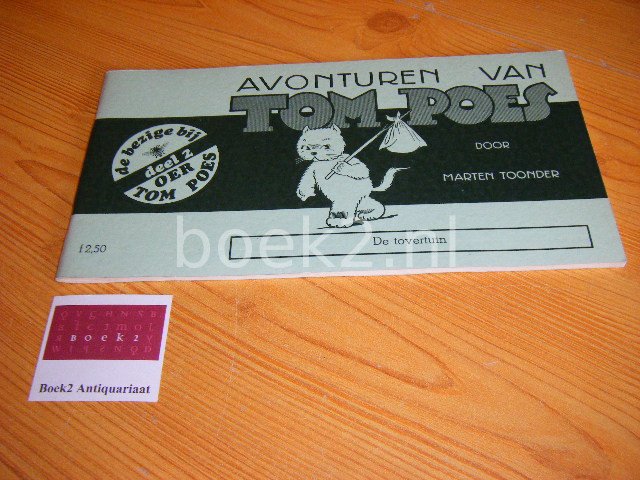 AVONTUREN VAN
TOM POES
DOOR
MARTEN TOONDER
de bezige bij
deel 2
OER
TOM POES
f 2,50
De tovertuin
boek2.nl
BOEK2
Boek2 Antiquariaat